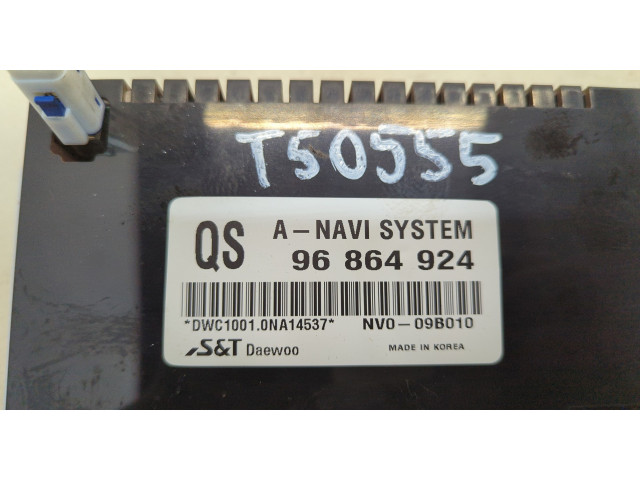 T50555
QS A-NAVI SYSTEM
96 864 924
*DWC1001.0NA14537* NV0-09B010
S&T Daewoo MADE IN KOREA